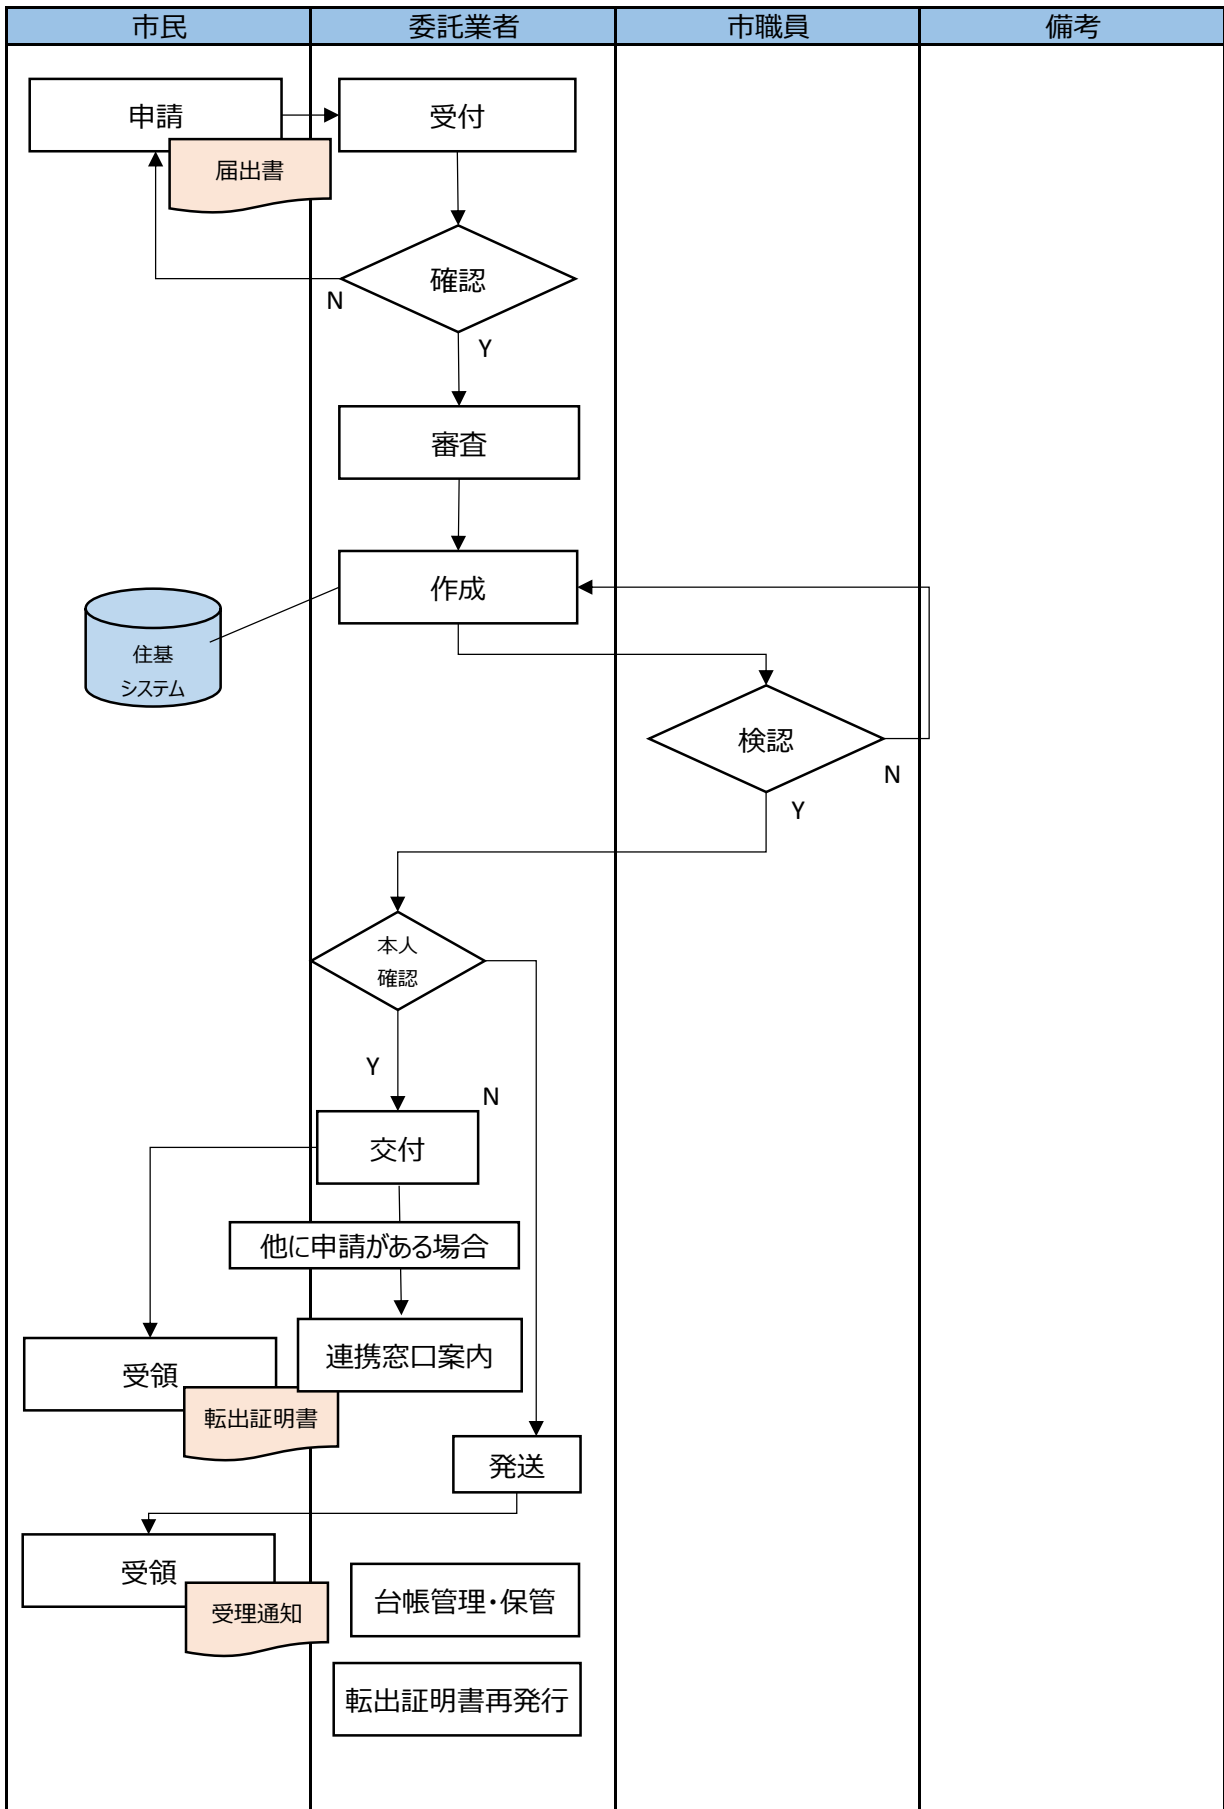 市民
委託業者
市職員
備考
申請
受付
届出書
確認
N
Y
審査
作成
住基
システム
検認
N
Y
本人
確認
Y
N
交付
他に申請がある場合
連携窓口案内
受領
転出証明書
発送
受領
受理通知
台帳管理・保管
転出証明書再発行